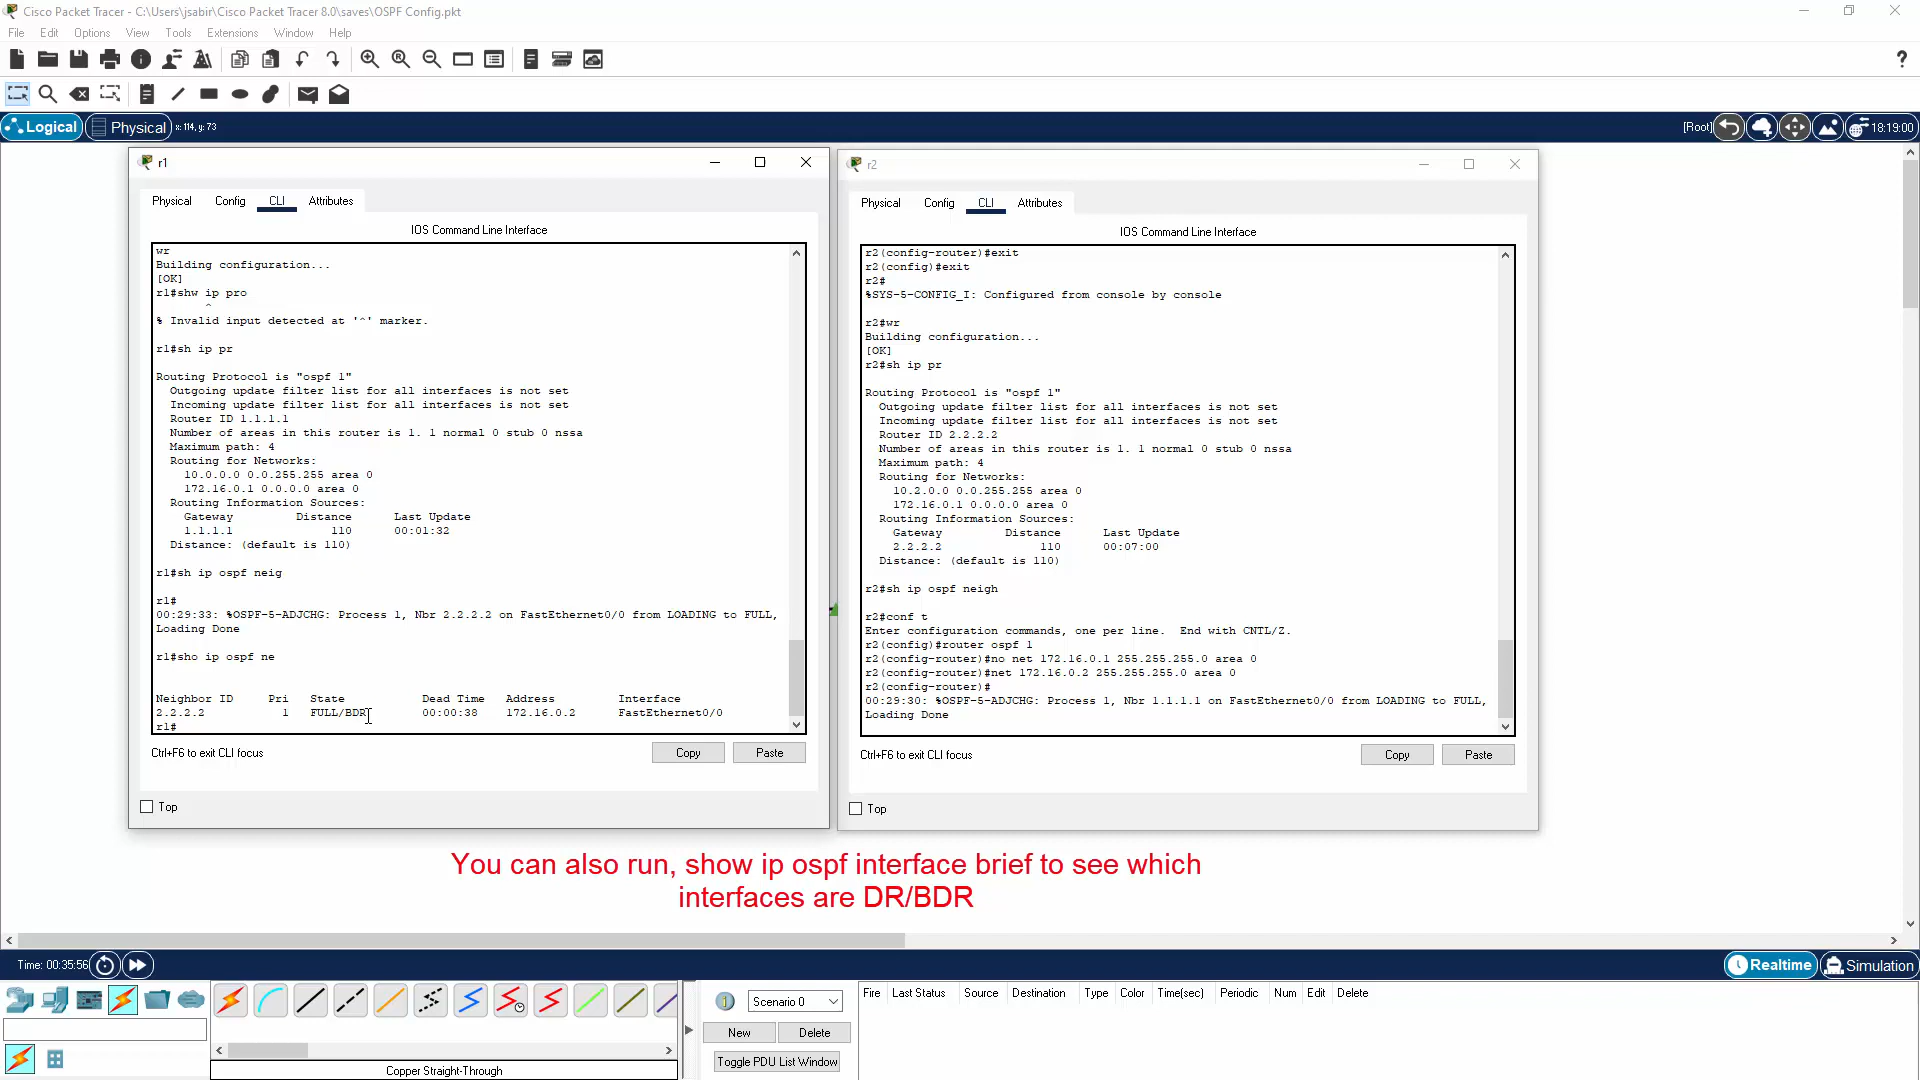 Cisco Packet Tracer - C:\Users\jsabir\Cisco Packet Tracer 8.0\saves\OSPF Config.pkt
File Edit Options View Tools Extensions Window Help
Logical Physical x: 114, y: 73 [Root] 18:19:00
r1
Physical Config CLI Attributes
IOS Command Line Interface
wr
Building configuration...
[OK]
r1#shw ip pro
^
% Invalid input detected at '^' marker.
r1#sh ip pr
Routing Protocol is "ospf 1"
Outgoing update filter list for all interfaces is not set
Incoming update filter list for all interfaces is not set
Router ID 1.1.1.1
Number of areas in this router is 1. 1 normal 0 stub 0 nssa
Maximum path: 4
Routing for Networks:
10.0.0.0 0.0.255.255 area 0
172.16.0.1 0.0.0.0 area 0
Routing Information Sources:
Gateway Distance Last Update
1.1.1.1 110 00:01:32
Distance: (default is 110)
r1#sh ip ospf neig
r1#
00:29:33: %OSPF-5-ADJCHG: Process 1, Nbr 2.2.2.2 on FastEthernet0/0 from LOADING to FULL,
Loading Done
r1#sho ip ospf ne
Neighbor ID Pri State Dead Time Address Interface
2.2.2.2 1 FULL/BDR 00:00:38 172.16.0.2 FastEthernet0/0
r1#
Ctrl+F6 to exit CLI focus Copy Paste
Top
r2
Physical Config CLI Attributes
IOS Command Line Interface
r2(config-router)#exit
r2(config)#exit
r2#
%SYS-5-CONFIG_I: Configured from console by console
r2#wr
Building configuration...
[OK]
r2#sh ip pr
Routing Protocol is "ospf 1"
Outgoing update filter list for all interfaces is not set
Incoming update filter list for all interfaces is not set
Router ID 2.2.2.2
Number of areas in this router is 1. 1 normal 0 stub 0 nssa
Maximum path: 4
Routing for Networks:
10.2.0.0 0.0.255.255 area 0
172.16.0.1 0.0.0.0 area 0
Routing Information Sources:
Gateway Distance Last Update
2.2.2.2 110 00:07:00
Distance: (default is 110)
r2#sh ip ospf neigh
r2#conf t
Enter configuration commands, one per line. End with CNTL/Z.
r2(config)#router ospf 1
r2(config-router)#no net 172.16.0.1 255.255.255.0 area 0
r2(config-router)#net 172.16.0.2 255.255.255.0 area 0
r2(config-router)#
00:29:30: %OSPF-5-ADJCHG: Process 1, Nbr 1.1.1.1 on FastEthernet0/0 from LOADING to FULL,
Loading Done
Ctrl+F6 to exit CLI focus Copy Paste
Top
You can also run, show ip ospf interface brief to see which
interfaces are DR/BDR
Time: 00:35:56 Realtime Simulation
Scenario 0
New Delete
Toggle PDU List Window
Fire Last Status Source Destination Type Color Time(sec) Periodic Num Edit Delete
Copper Straight-Through